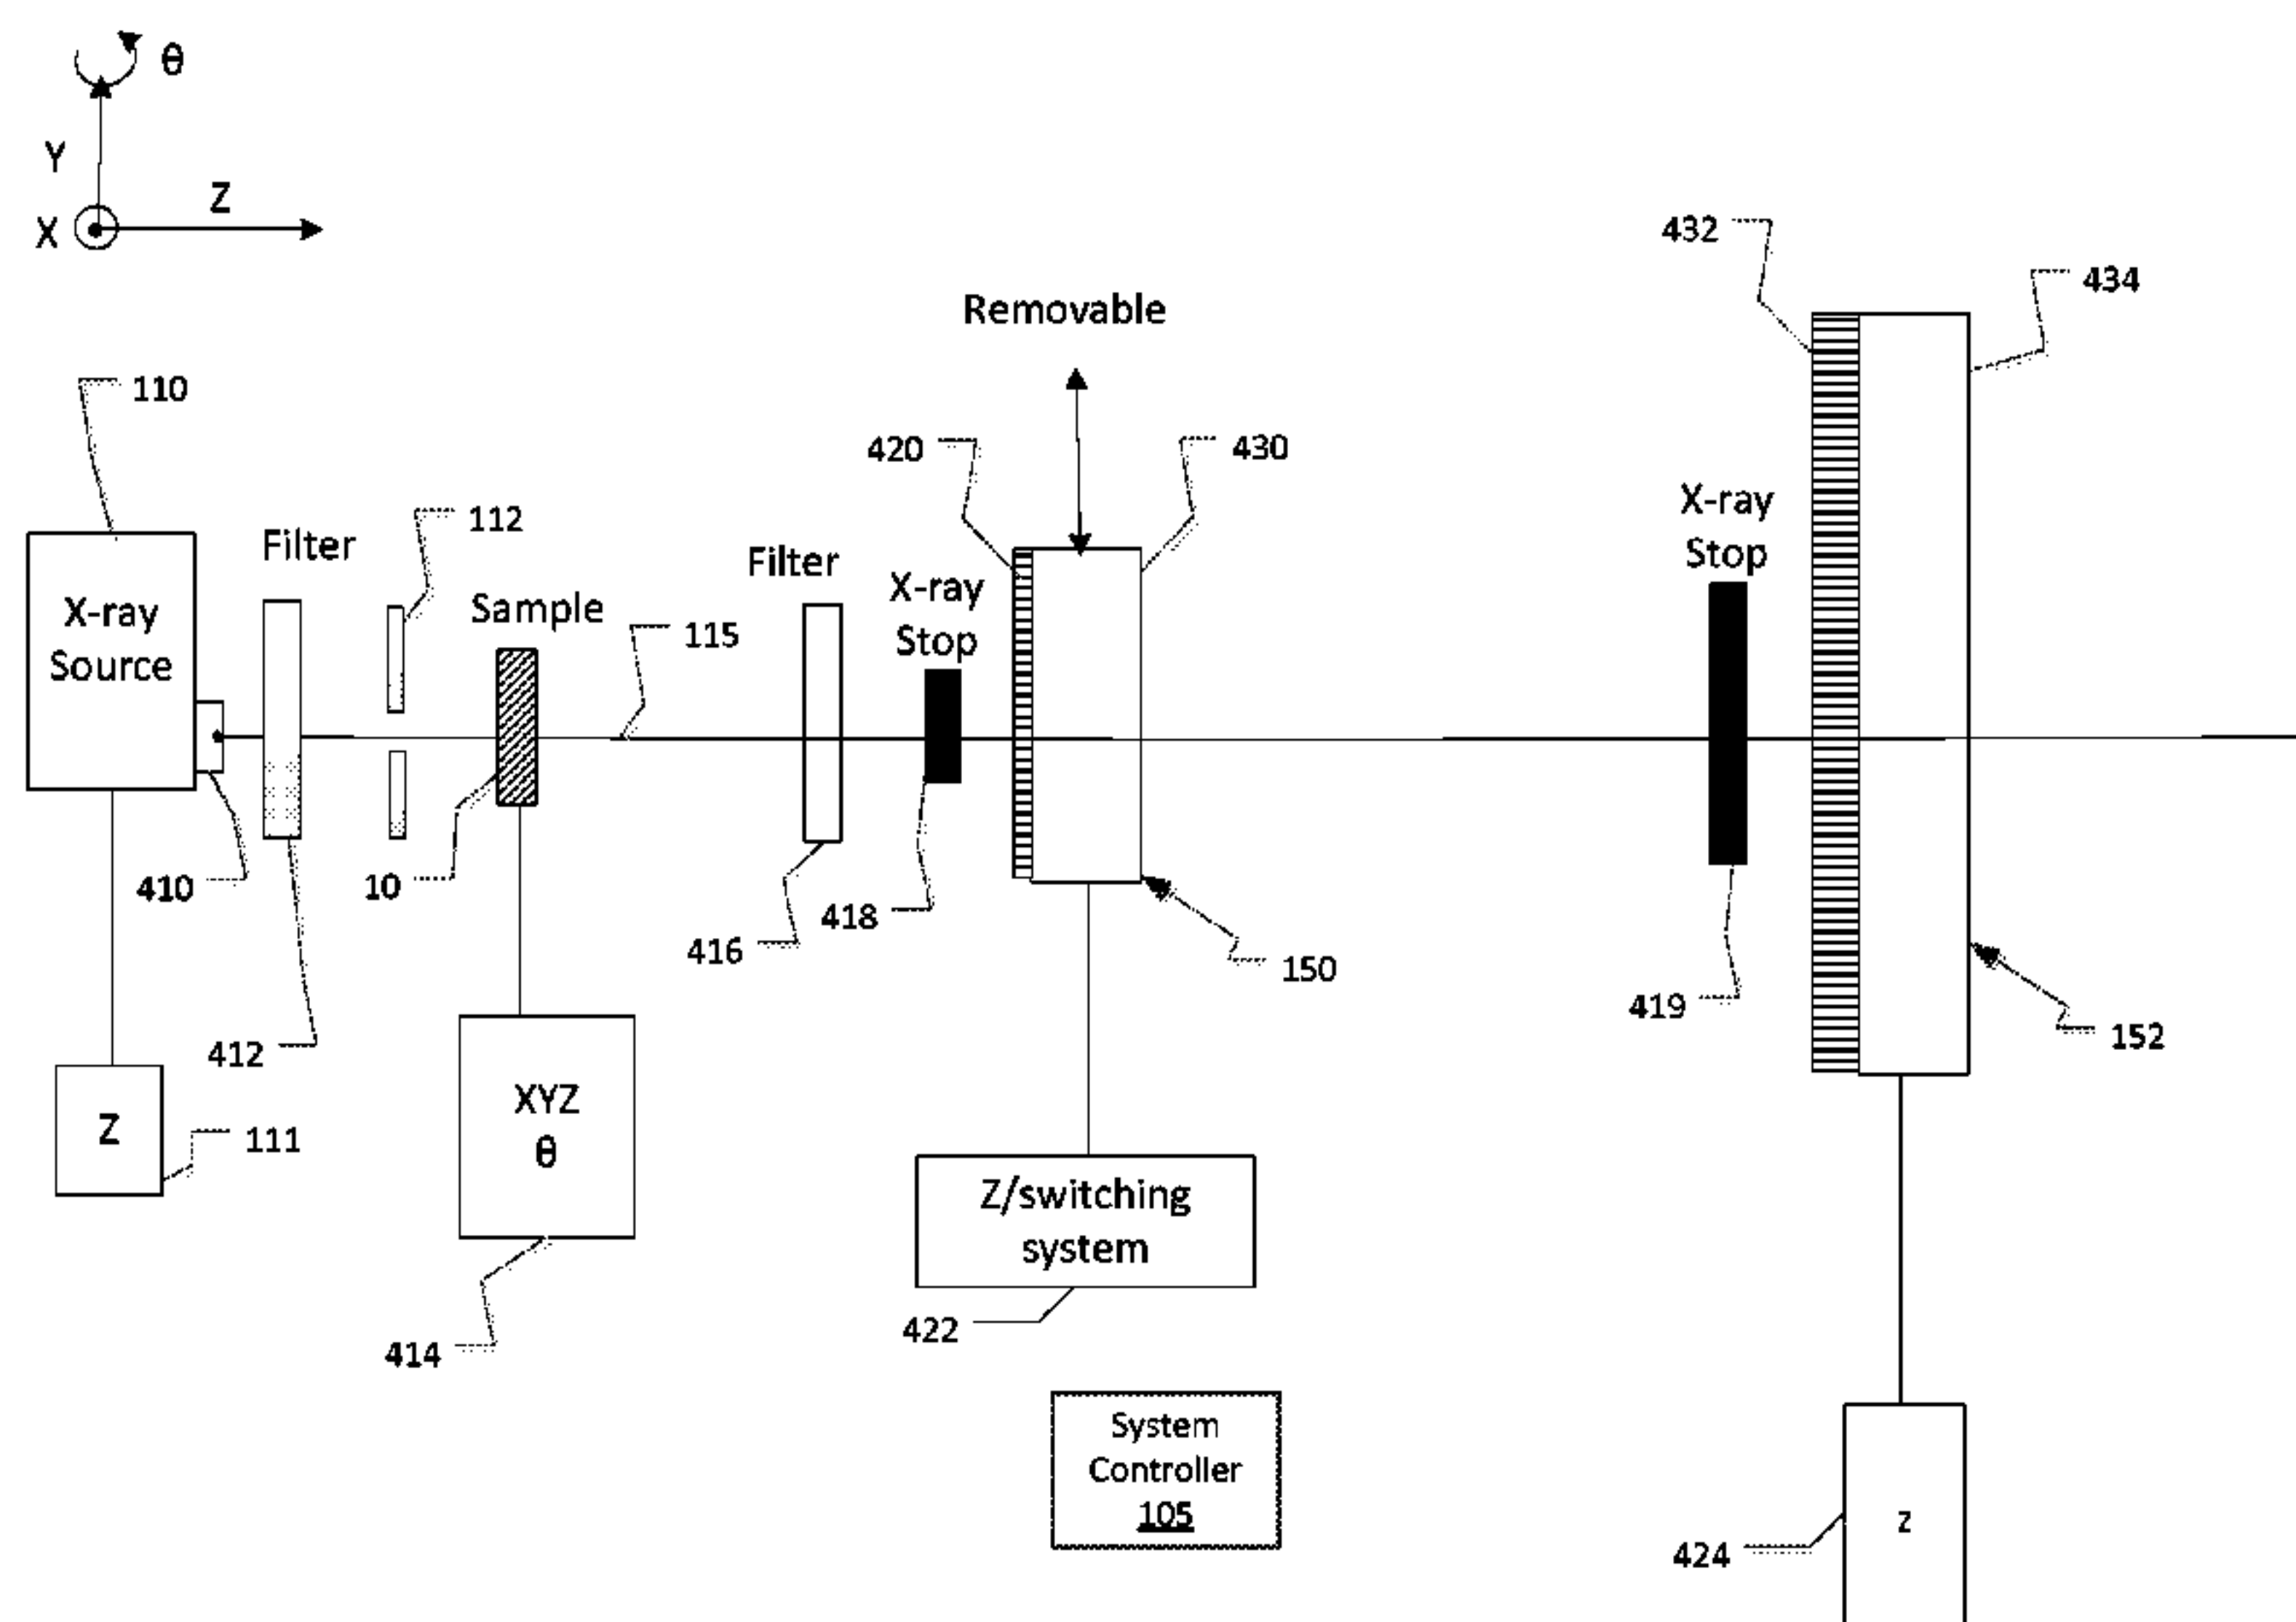 θ
Y
Z
X
432
434
Removable
110
420
430
X-ray
Stop
112
Filter
Filter
X-ray
Stop
Sample
X-ray
Source
115
410
10
418
416
150
419
152
412
XYZ
θ
Z
111
Z/switching
system
422
414
System
Controller
105
z
424